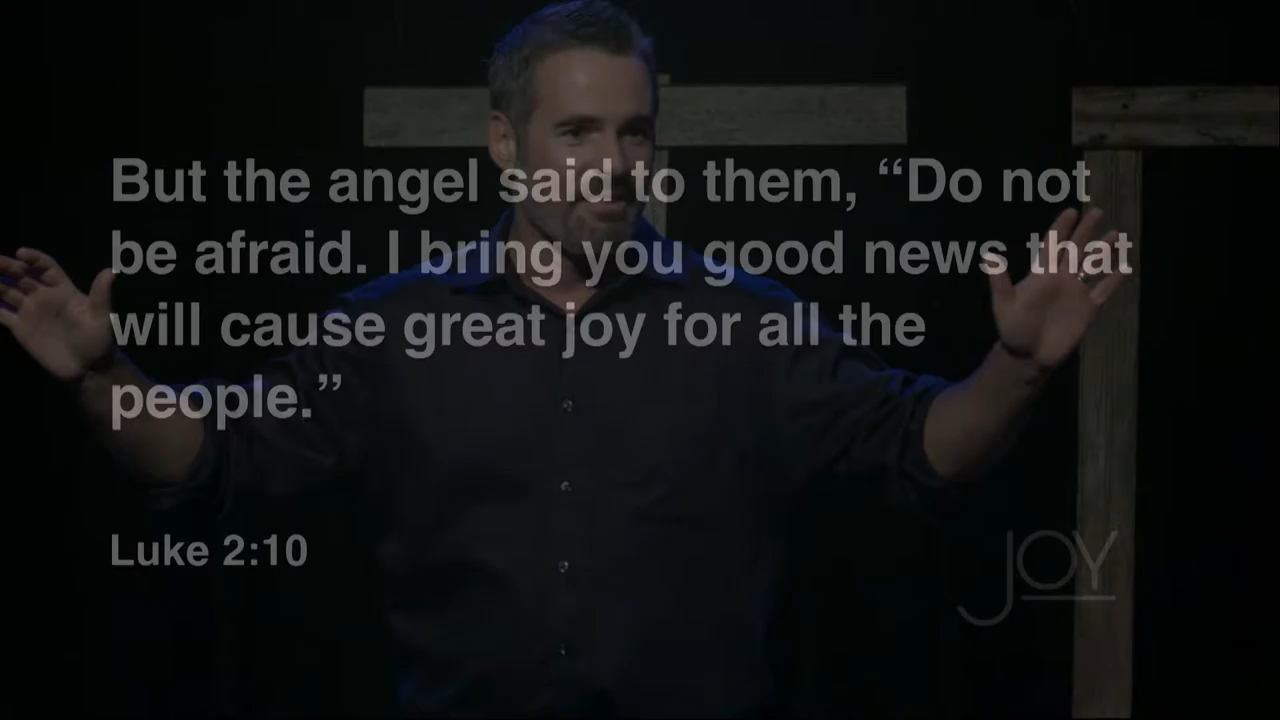 But the angel said to them, “Do not
be afraid. I bring you good news that
will cause great joy for all the
people.”
Luke 2:10
JOY